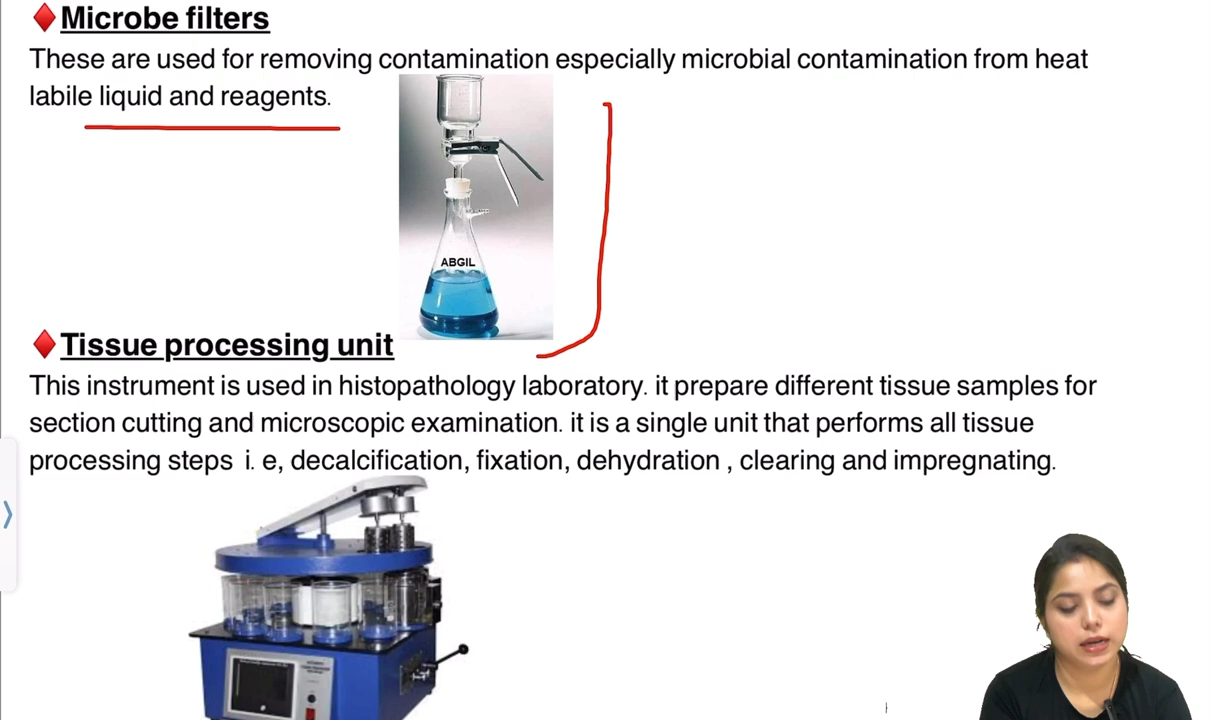 Microbe filters
These are used for removing contamination especially microbial contamination from heat
labile liquid and reagents.
ABGIL
Tissue processing unit
This instrument is used in histopathology laboratory. it prepare different tissue samples for
section cutting and microscopic examination. it is a single unit that performs all tissue
processing steps i. e, decalcification, fixation, dehydration , clearing and impregnating.